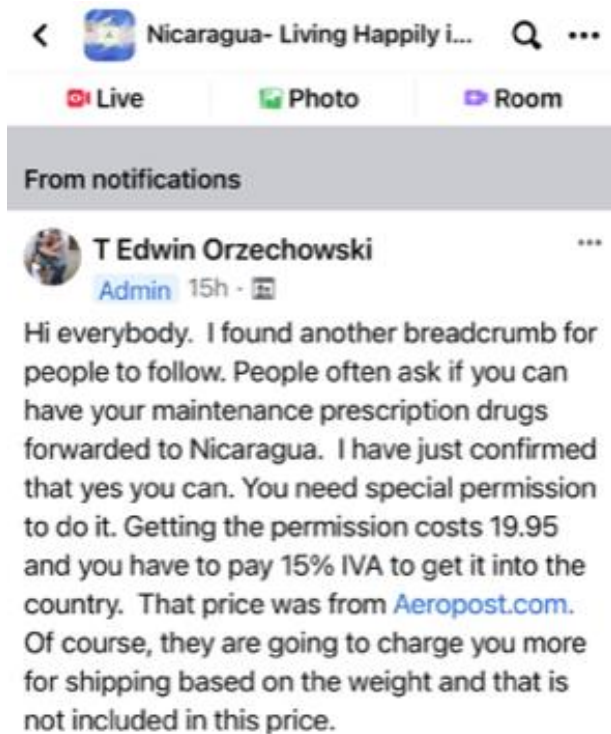 Nicaragua- Living Happily i...
Live Photo Room
From notifications
T Edwin Orzechowski
Admin 15h
Hi everybody. I found another breadcrumb for
people to follow. People often ask if you can
have your maintenance prescription drugs
forwarded to Nicaragua. I have just confirmed
that yes you can. You need special permission
to do it. Getting the permission costs 19.95
and you have to pay 15% IVA to get it into the
country. That price was from Aeropost.com.
Of course, they are going to charge you more
for shipping based on the weight and that is
not included in this price.